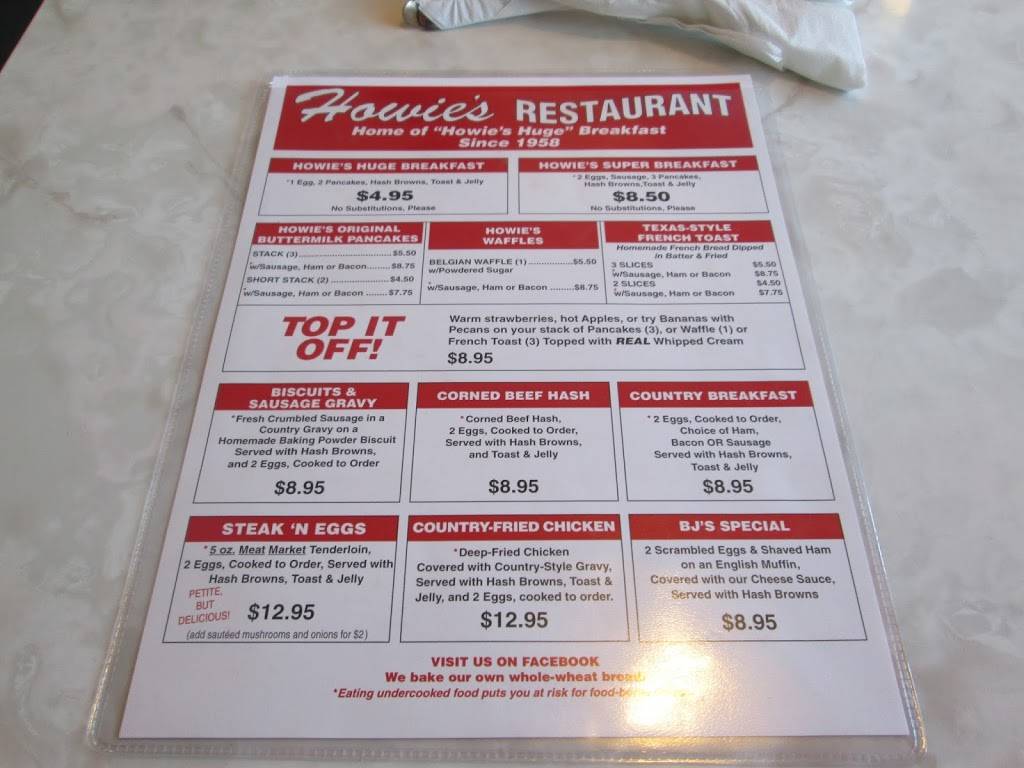 Howie's RESTAURANT
Home of "Howie's Huge" Breakfast
Since 1958
HOWIE'S HUGE BREAKFAST
*1 Egg, 2 Pancakes, Hash Browns, Toast & Jelly
$4.95
No Substitutions, Please
HOWIE'S SUPER BREAKFAST
*2 Eggs, Sausage, 3 Pancakes,
Hash Browns,Toast & Jelly
$8.50
No Substitutions, Please
HOWIE'S ORIGINAL
BUTTERMILK PANCAKES
STACK (3)......................$5.50
*w/Sausage, Ham or Bacon........$8.75
SHORT STACK (2) ..............$4.50
*w/Sausage, Ham or Bacon .......$7.75
HOWIE'S
WAFFLES
BELGIAN WAFFLE (1) ...............$5.50
w/Powdered Sugar
*w/Sausage, Ham or Bacon .........$8.75
TEXAS-STYLE
FRENCH TOAST
Homemade French Bread Dipped
in Batter & Fried
3 SLICES $5.50
*w/Sausage, Ham or Bacon $8.75
2 SLICES $4.50
*w/Sausage, Ham or Bacon $7.75
TOP IT
OFF!
Warm strawberries, hot Apples, or try Bananas with
Pecans on your stack of Pancakes (3), or Waffle (1) or
French Toast (3) Topped with REAL Whipped Cream
$8.95
BISCUITS &
SAUSAGE GRAVY
*Fresh Crumbled Sausage in a
Country Gravy on a
Homemade Baking Powder Biscuit
Served with Hash Browns,
and 2 Eggs, Cooked to Order
$8.95
CORNED BEEF HASH
*Corned Beef Hash,
2 Eggs, Cooked to Order,
Served with Hash Browns,
and Toast & Jelly
$8.95
COUNTRY BREAKFAST
*2 Eggs, Cooked to Order,
Choice of Ham,
Bacon OR Sausage
Served with Hash Browns,
Toast & Jelly
$8.95
STEAK 'N EGGS
*5 oz. Meat Market Tenderloin,
2 Eggs, Cooked to Order, Served with
Hash Browns, Toast & Jelly
PETITE,
BUT
DELICIOUS!
$12.95
(add sautéed mushrooms and onions for $2)
COUNTRY-FRIED CHICKEN
*Deep-Fried Chicken
Covered with Country-Style Gravy,
Served with Hash Browns, Toast &
Jelly, and 2 Eggs, cooked to order.
$12.95
BJ'S SPECIAL
2 Scrambled Eggs & Shaved Ham
on an English Muffin,
Covered with our Cheese Sauce,
Served with Hash Browns
$8.95
VISIT US ON FACEBOOK
We bake our own whole-wheat bread
*Eating undercooked food puts you at risk for